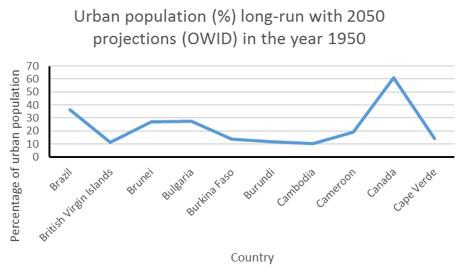 Urban population (%) long-run with 2050
projections (OWID) in the year 1950
Percentage of urban population
70
60
50
40
30
20
10
0
Brazil
British Virgin Islands
Brunei
Bulgaria
Burkina Faso
Burundi
Cambodia
Cameroon
Canada
Cape Verde
Country